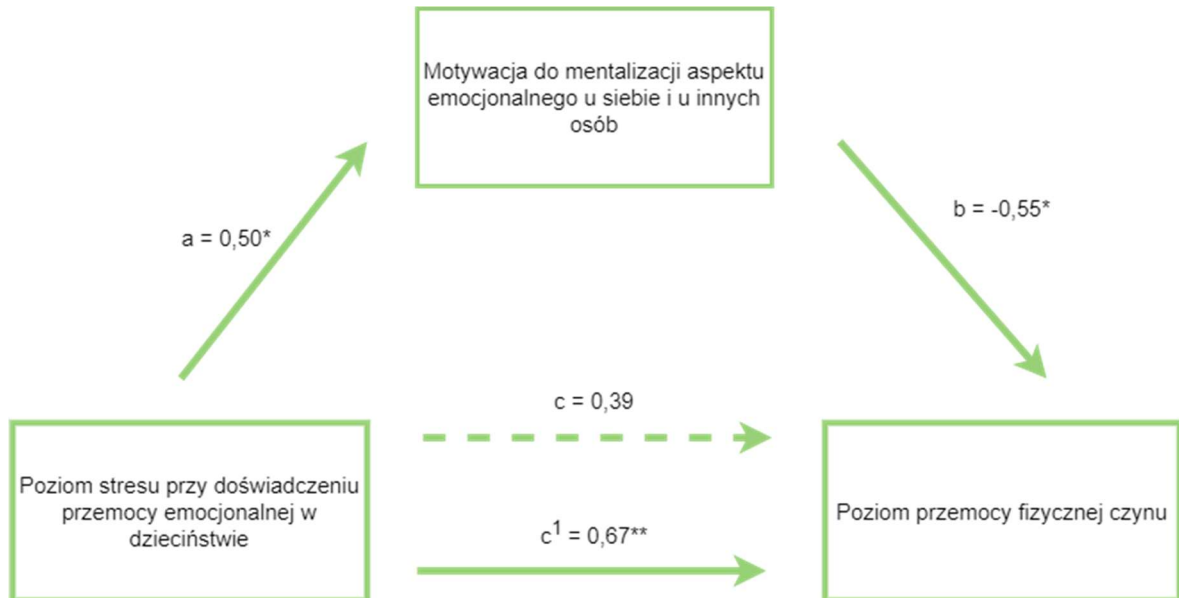 Motywacja do mentalizacji aspektu
emocjonalnego u siebie i u innych
osób
a = 0,50*
b = -0,55*
c = 0,39
Poziom stresu przy doświadczeniu
przemocy emocjonalnej w
dzieciństwie
c¹ = 0,67**
Poziom przemocy fizycznej czynu